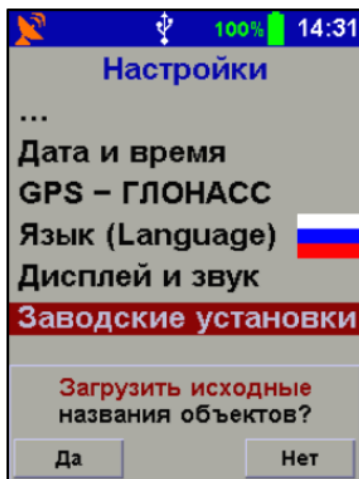 100% 14:31
Настройки
...
Дата и время
GPS – ГЛОНАСС
Язык (Language)
Дисплей и звук
Заводские установки
Загрузить исходные
названия объектов?
Да Нет